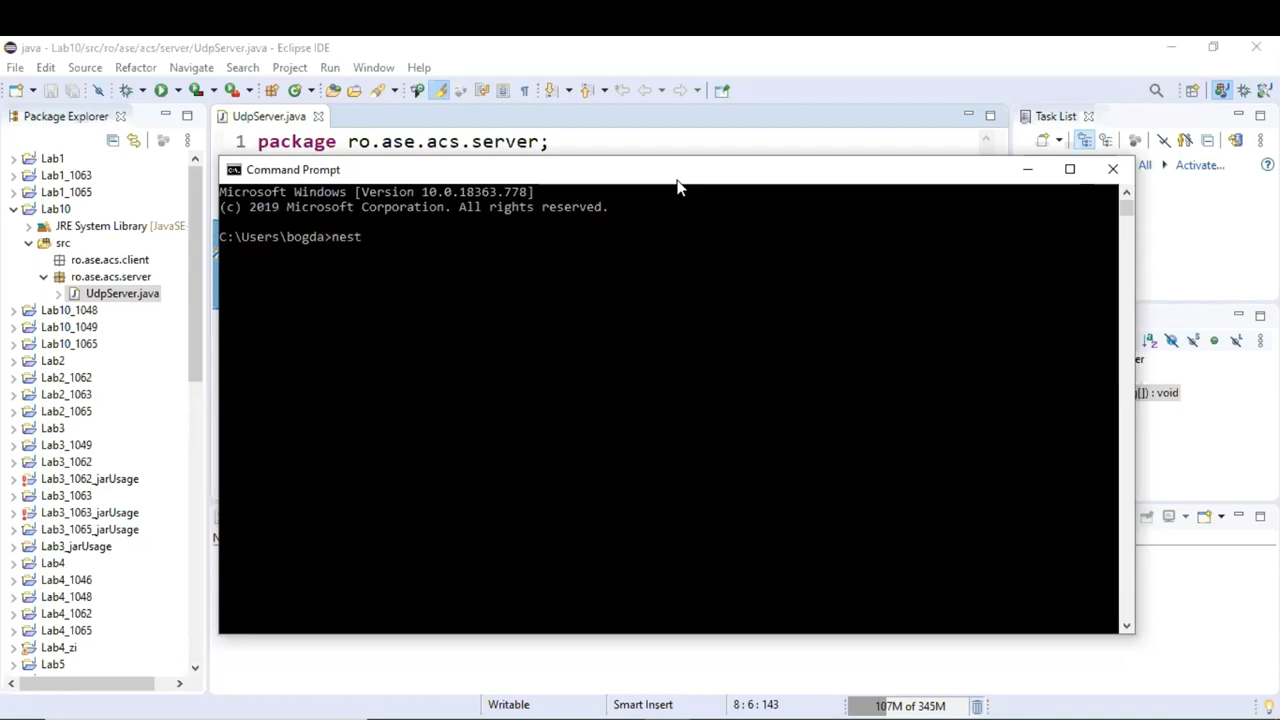 java - Lab10/src/ro/ase/acs/server/UdpServer.java - Eclipse IDE
File Edit Source Refactor Navigate Search Project Run Window Help
Package Explorer
UdpServer.java
Task List
1 package ro.ase.acs.server;
Command Prompt
All Activate...
Microsoft Windows [Version 10.0.18363.778]
(c) 2019 Microsoft Corporation. All rights reserved.
C:\Users\bogda>nest
Lab1
Lab1_1063
Lab1_1065
Lab10
JRE System Library [JavaSE-
src
ro.ase.acs.client
ro.ase.acs.server
UdpServer.java
Lab10_1048
Lab10_1049
Lab10_1065
Lab2
Lab2_1062
Lab2_1063
Lab2_1065
Lab3
Lab3_1049
Lab3_1062
Lab3_1062_jarUsage
Lab3_1063
Lab3_1063_jarUsage
Lab3_1065_jarUsage
Lab3_jarUsage
Lab4
Lab4_1046
Lab4_1048
Lab4_1062
Lab4_1065
Lab4_zi
Lab5
er
g[]) : void
Writable
Smart Insert
8 : 6 : 143
107M of 345M